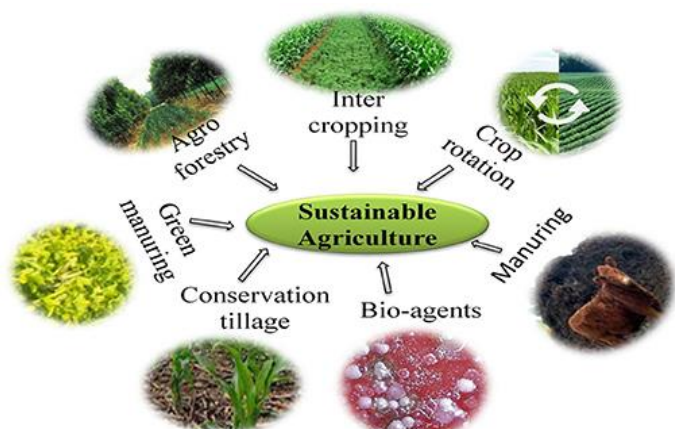 Inter
cropping
Agro
forestry
Crop
rotation
Green
manuring
Sustainable
Agriculture
Manuring
Conservation
tillage
Bio-agents